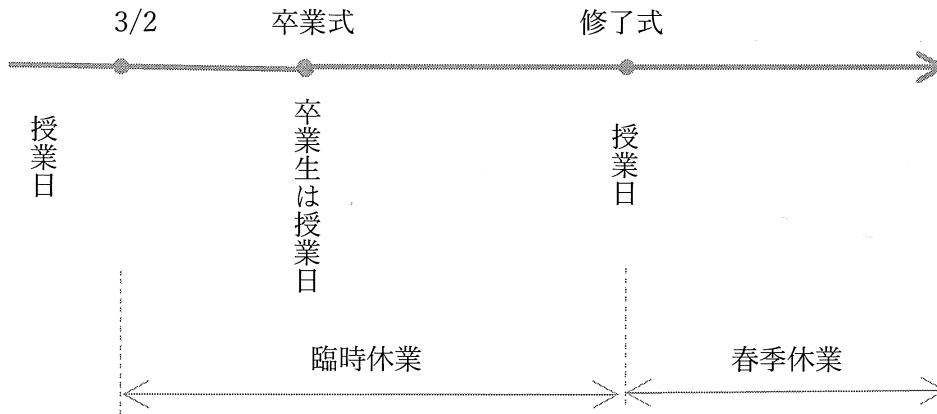 3/2
卒業式
修了式
授業日
卒業生は授業日
授業日
臨時休業
春季休業